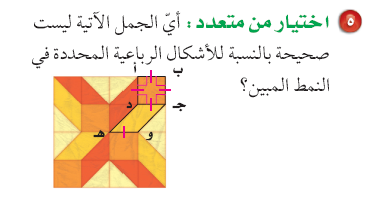 ٥ اختيار من متعدد : أيّ الجمل الآتية ليست
صحيحة بالنسبة للأشكال الرباعية المحددة في
النمط المبين؟
أ ب
د جـ
هـ و